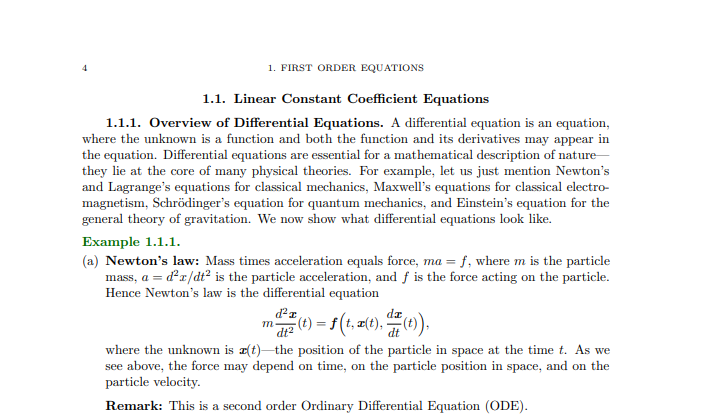 4
1. FIRST ORDER EQUATIONS
1.1. Linear Constant Coefficient Equations
1.1.1. Overview of Differential Equations. A differential equation is an equation,
where the unknown is a function and both the function and its derivatives may appear in
the equation. Differential equations are essential for a mathematical description of nature—
they lie at the core of many physical theories. For example, let us just mention Newton's
and Lagrange's equations for classical mechanics, Maxwell's equations for classical electro-
magnetism, Schrödinger's equation for quantum mechanics, and Einstein's equation for the
general theory of gravitation. We now show what differential equations look like.
Example 1.1.1.
(a) Newton's law: Mass times acceleration equals force, ma = f, where m is the particle
mass, a = d²x/dt² is the particle acceleration, and f is the force acting on the particle.
Hence Newton's law is the differential equation
m d²x/dt² (t) = f(t, x(t), dx/dt (t)),
where the unknown is x(t)—the position of the particle in space at the time t. As we
see above, the force may depend on time, on the particle position in space, and on the
particle velocity.
Remark: This is a second order Ordinary Differential Equation (ODE).